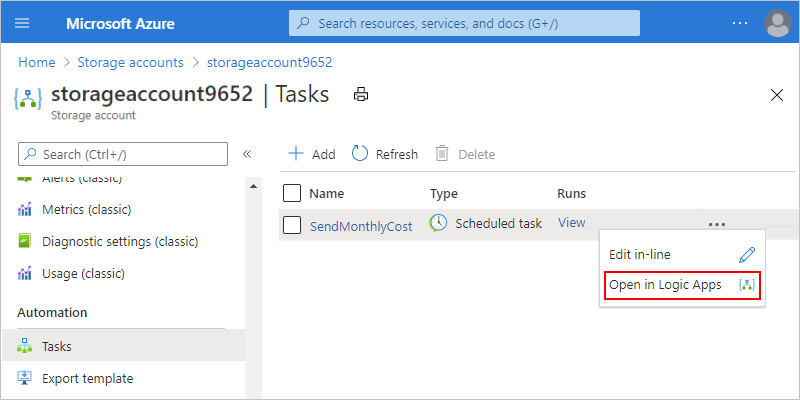 Microsoft Azure
Search resources, services, and docs (G+/)
Home > Storage accounts > storageaccount9652
storageaccount9652 | Tasks
Storage account
Search (Ctrl+/)
Add Refresh Delete
Alerts (classic)
Metrics (classic)
Diagnostic settings (classic)
Usage (classic)
Automation
Tasks
Export template
Name Type Runs
SendMonthlyCost Scheduled task View
Edit in-line
Open in Logic Apps